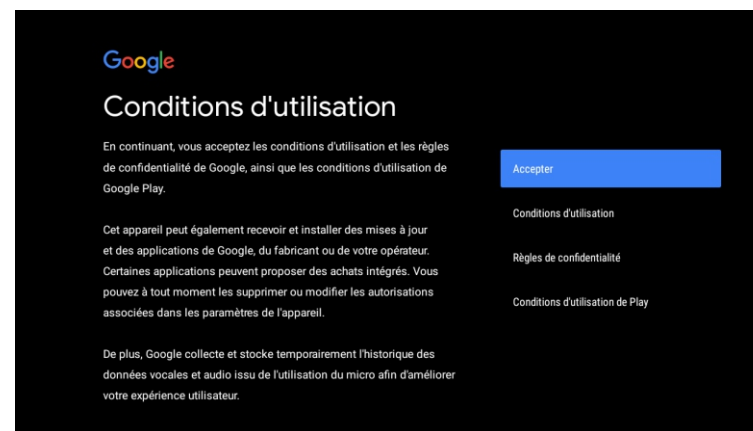 Google
Conditions d'utilisation
En continuant, vous acceptez les conditions d'utilisation et les règles
de confidentialité de Google, ainsi que les conditions d'utilisation de
Google Play.
Cet appareil peut également recevoir et installer des mises à jour
et des applications de Google, du fabricant ou de votre opérateur.
Certaines applications peuvent proposer des achats intégrés. Vous
pouvez à tout moment les supprimer ou modifier les autorisations
associées dans les paramètres de l'appareil.
De plus, Google collecte et stocke temporairement l'historique des
données vocales et audio issu de l'utilisation du micro afin d'améliorer
votre expérience utilisateur.
Accepter
Conditions d'utilisation
Règles de confidentialité
Conditions d'utilisation de Play